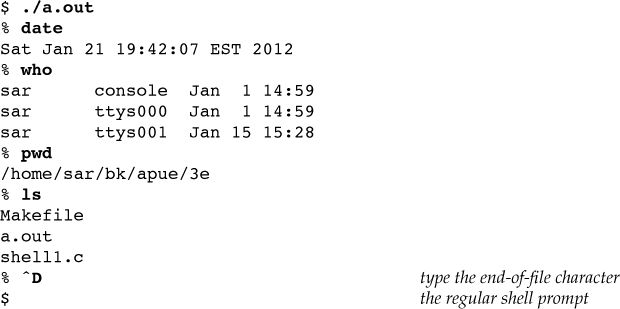 $ ./a.out
% date
Sat Jan 21 19:42:07 EST 2012
% who
sar      console  Jan  1 14:59
sar      ttys000  Jan  1 14:59
sar      ttys001  Jan 15 15:28
% pwd
/home/sar/bk/apue/3e
% ls
Makefile
a.out
shell1.c
% ^D                                    type the end-of-file character
$                                       the regular shell prompt